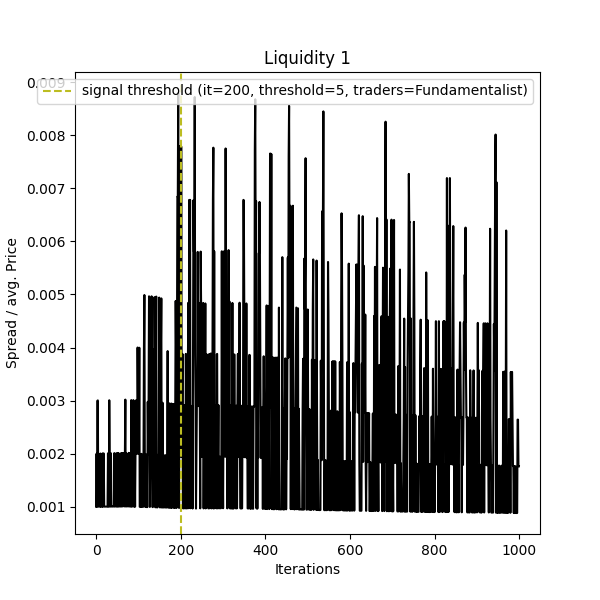 Liquidity 1
signal threshold (it=200, threshold=5, traders=Fundamentalist)
0.009
0.008
0.007
0.006
0.005
0.004
0.003
0.002
0.001
Spread / avg. Price
0 200 400 600 800 1000
Iterations